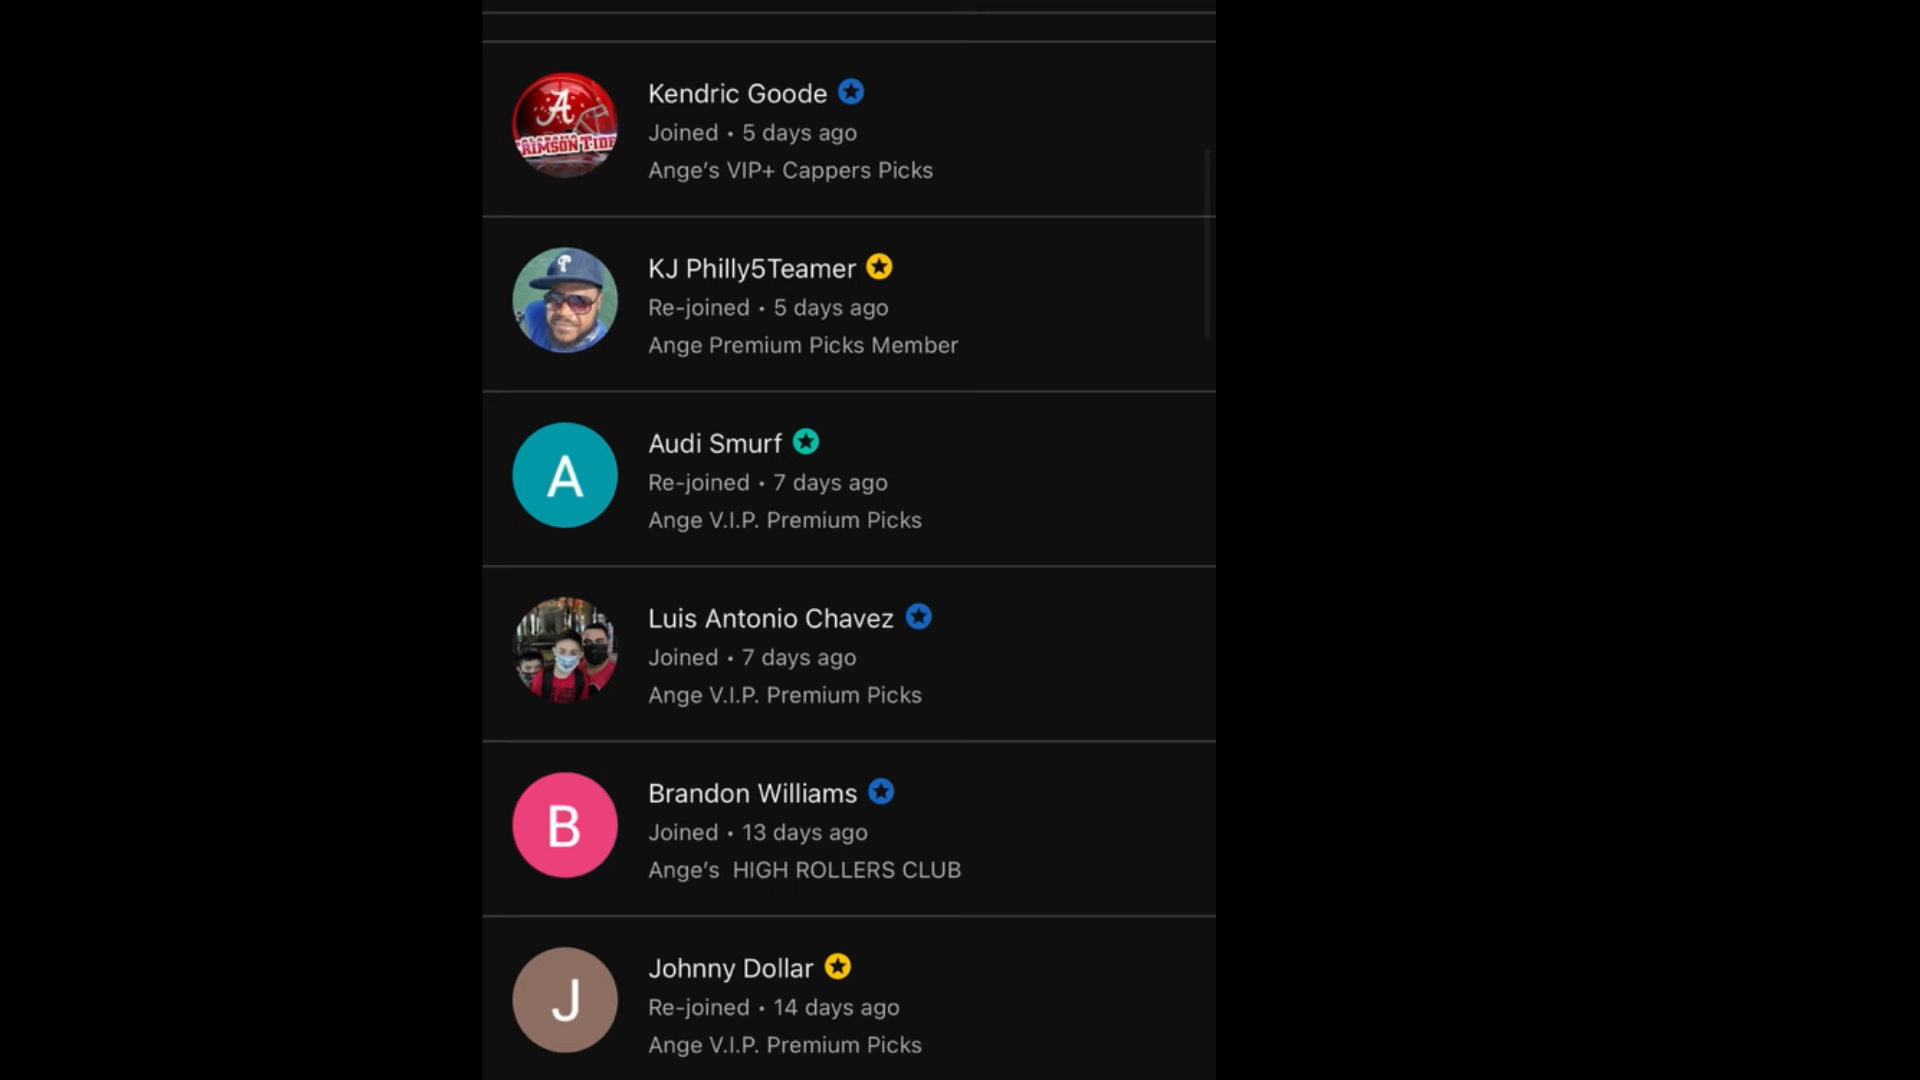 Kendric Goode
Joined • 5 days ago
Ange’s VIP+ Cappers Picks
KJ Philly5Teamer
Re-joined • 5 days ago
Ange Premium Picks Member
A
Audi Smurf
Re-joined • 7 days ago
Ange V.I.P. Premium Picks
Luis Antonio Chavez
Joined • 7 days ago
Ange V.I.P. Premium Picks
B
Brandon Williams
Joined • 13 days ago
Ange’s  HIGH ROLLERS CLUB
J
Johnny Dollar
Re-joined • 14 days ago
Ange V.I.P. Premium Picks